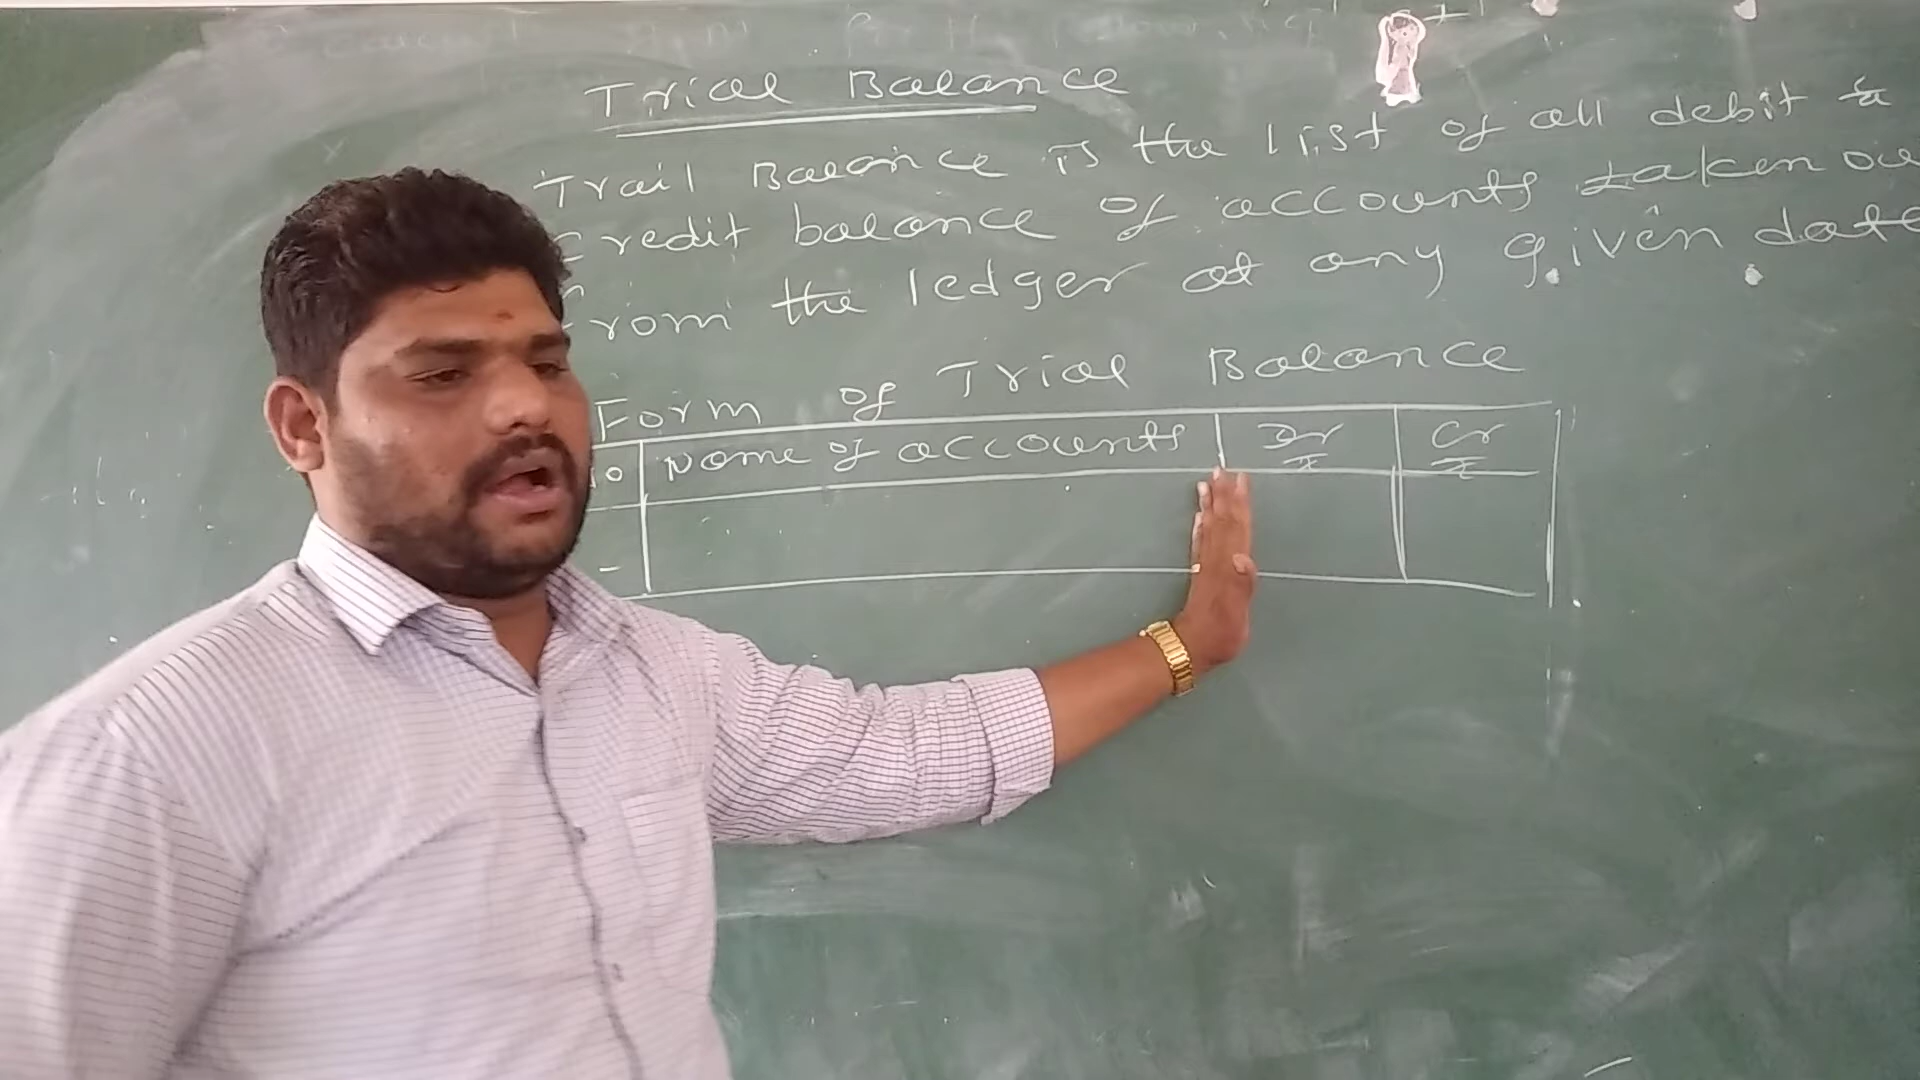 Trial Balance
Trail Balance is the list of all debit &
Credit balance of accounts taken ou
From the ledger at any given date
Form of Trial Balance
No Name of accounts Dr ₹ Cr ₹